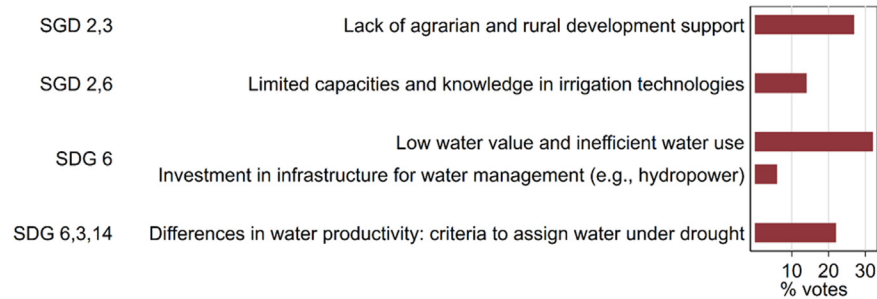 SGD 2,3 Lack of agrarian and rural development support
SGD 2,6 Limited capacities and knowledge in irrigation technologies
Low water value and inefficient water use
SDG 6
Investment in infrastructure for water management (e.g., hydropower)
SDG 6,3,14 Differences in water productivity: criteria to assign water under drought
10 20 30
% votes